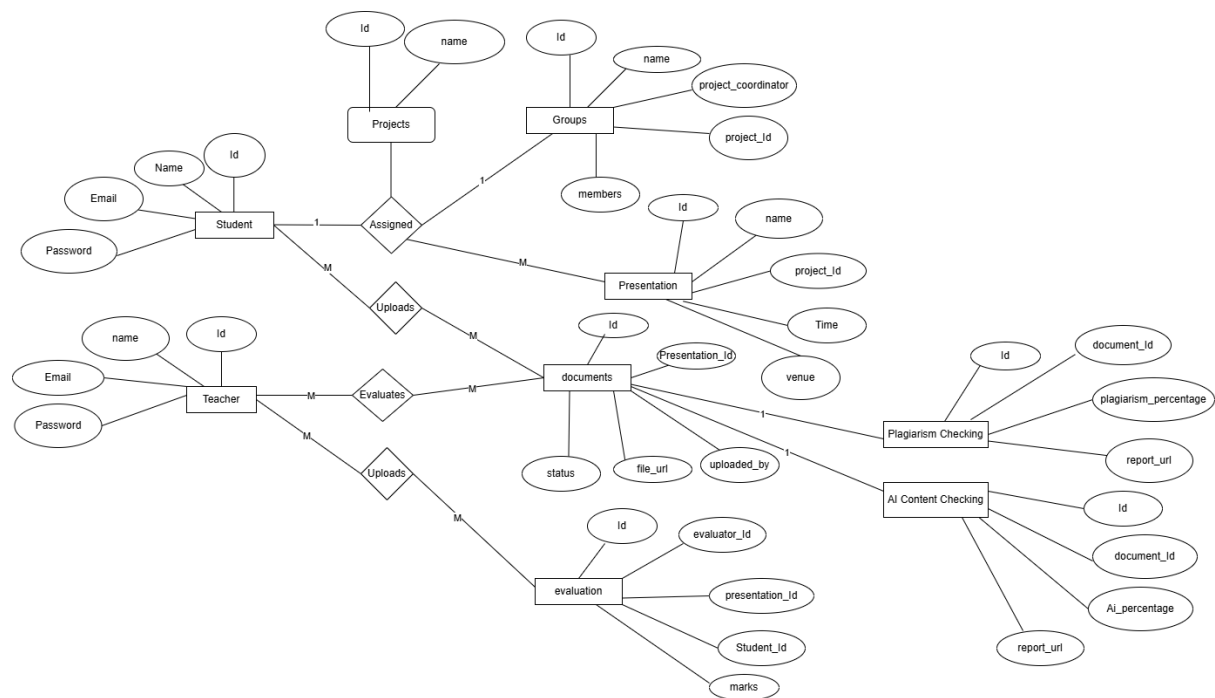 Id
name
Projects
Id
name
project_coordinator
Groups
project_Id
members
Id
Name
Email
Student
Password
1
Assigned
1
M
Id
name
project_Id
Presentation
Time
venue
M
Uploads
M
Id
name
Email
Teacher
Password
M
Evaluates
M
Id
Presentation_Id
documents
status
file_url
uploaded_by
1
1
Id
document_Id
plagiarism_percentage
Plagiarism Checking
report_url
AI Content Checking
Id
document_Id
Ai_percentage
report_url
M
Uploads
M
Id
evaluator_Id
evaluation
presentation_Id
Student_Id
marks